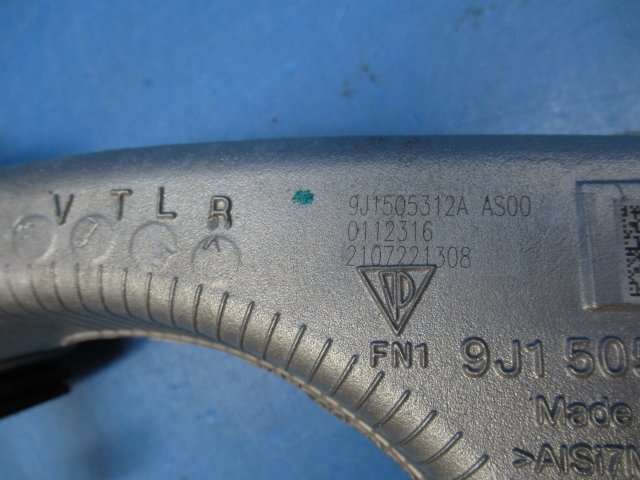 V T L R
9J1505312A AS00
0112316
2107221308
FN1 9J1 505
Made
>AlSi7M